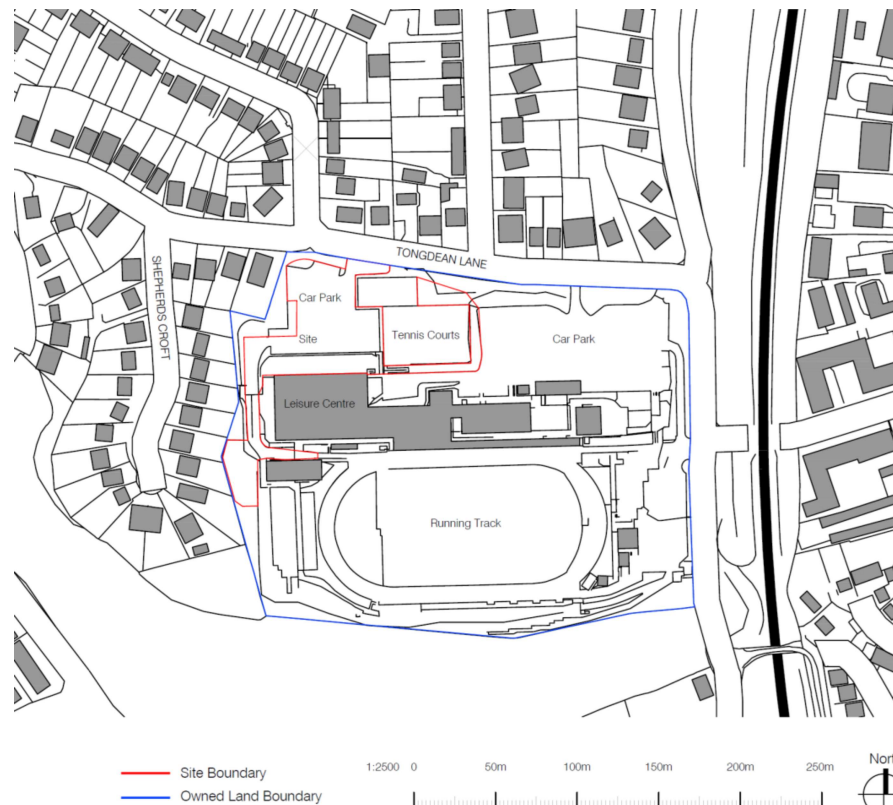 TONGDEAN LANE
SHEPHERDS CROFT
Car Park
Site
Tennis Courts
Car Park
Leisure Centre
Running Track
Site Boundary
Owned Land Boundary
1:2500 0 50m 100m 150m 200m 250m
Nort